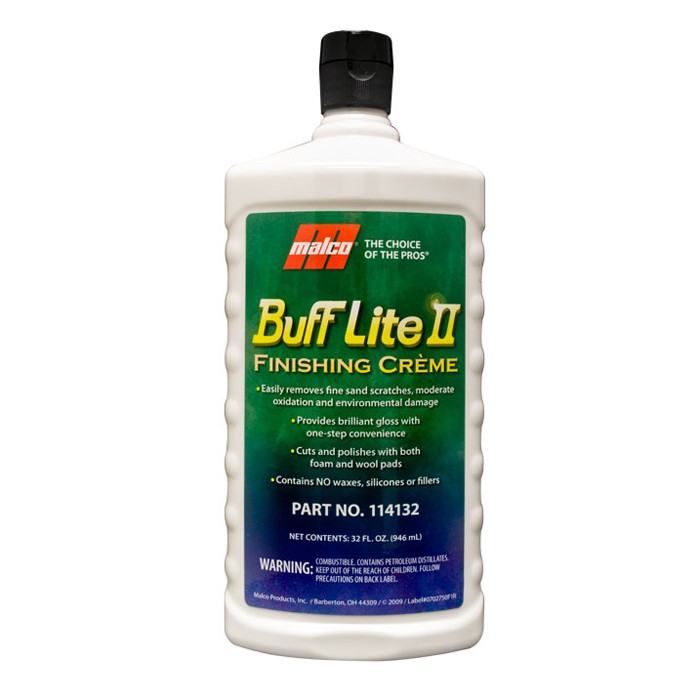 malco® THE CHOICE
OF THE PROS®
Buff Lite II
FINISHING CRÈME
• Easily removes fine sand scratches, moderate
oxidation and environmental damage
• Provides brilliant gloss with
one-step convenience
• Cuts and polishes with both
foam and wool pads
• Contains NO waxes, silicones or fillers
PART NO. 114132
NET CONTENTS: 32 FL. OZ. (946 mL)
WARNING: COMBUSTIBLE. CONTAINS PETROLEUM DISTILLATES.
KEEP OUT OF THE REACH OF CHILDREN. FOLLOW
PRECAUTIONS ON BACK LABEL.
Malco Products, Inc. / Barberton, OH 44309 / © 2009 /